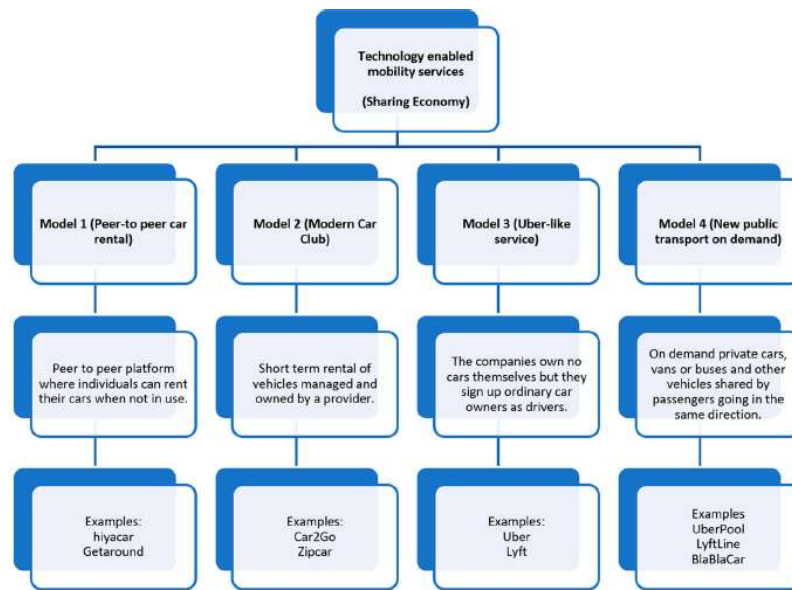 Technology enabled
mobility services
(Sharing Economy)
Model 1 (Peer-to peer car
rental)
Model 2 (Modern Car
Club)
Model 3 (Uber-like
service)
Model 4 (New public
transport on demand)
Peer to peer platform
where individuals can rent
their cars when not in use.
Short term rental of
vehicles managed and
owned by a provider.
The companies own no
cars themselves but they
sign up ordinary car
owners as drivers.
On demand private cars,
vans or buses and other
vehicles shared by
passengers going in the
same direction.
Examples:
hiyacar
Getaround
Examples:
Car2Go
Zipcar
Examples:
Uber
Lyft
Examples
UberPool
LyftLine
BlaBlaCar